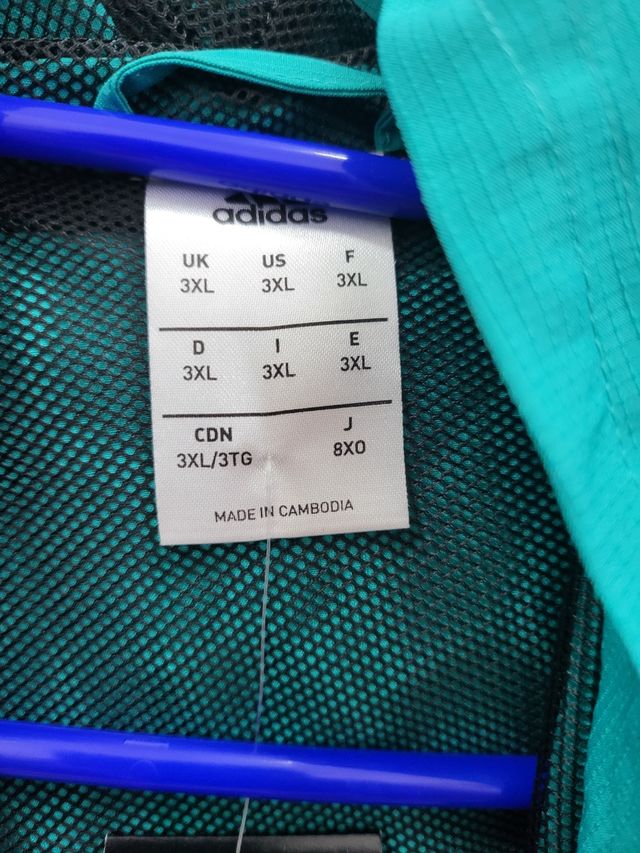 adidas
UK US F
3XL 3XL 3XL
D I E
3XL 3XL 3XL
CDN J
3XL/3TG 8XO
MADE IN CAMBODIA